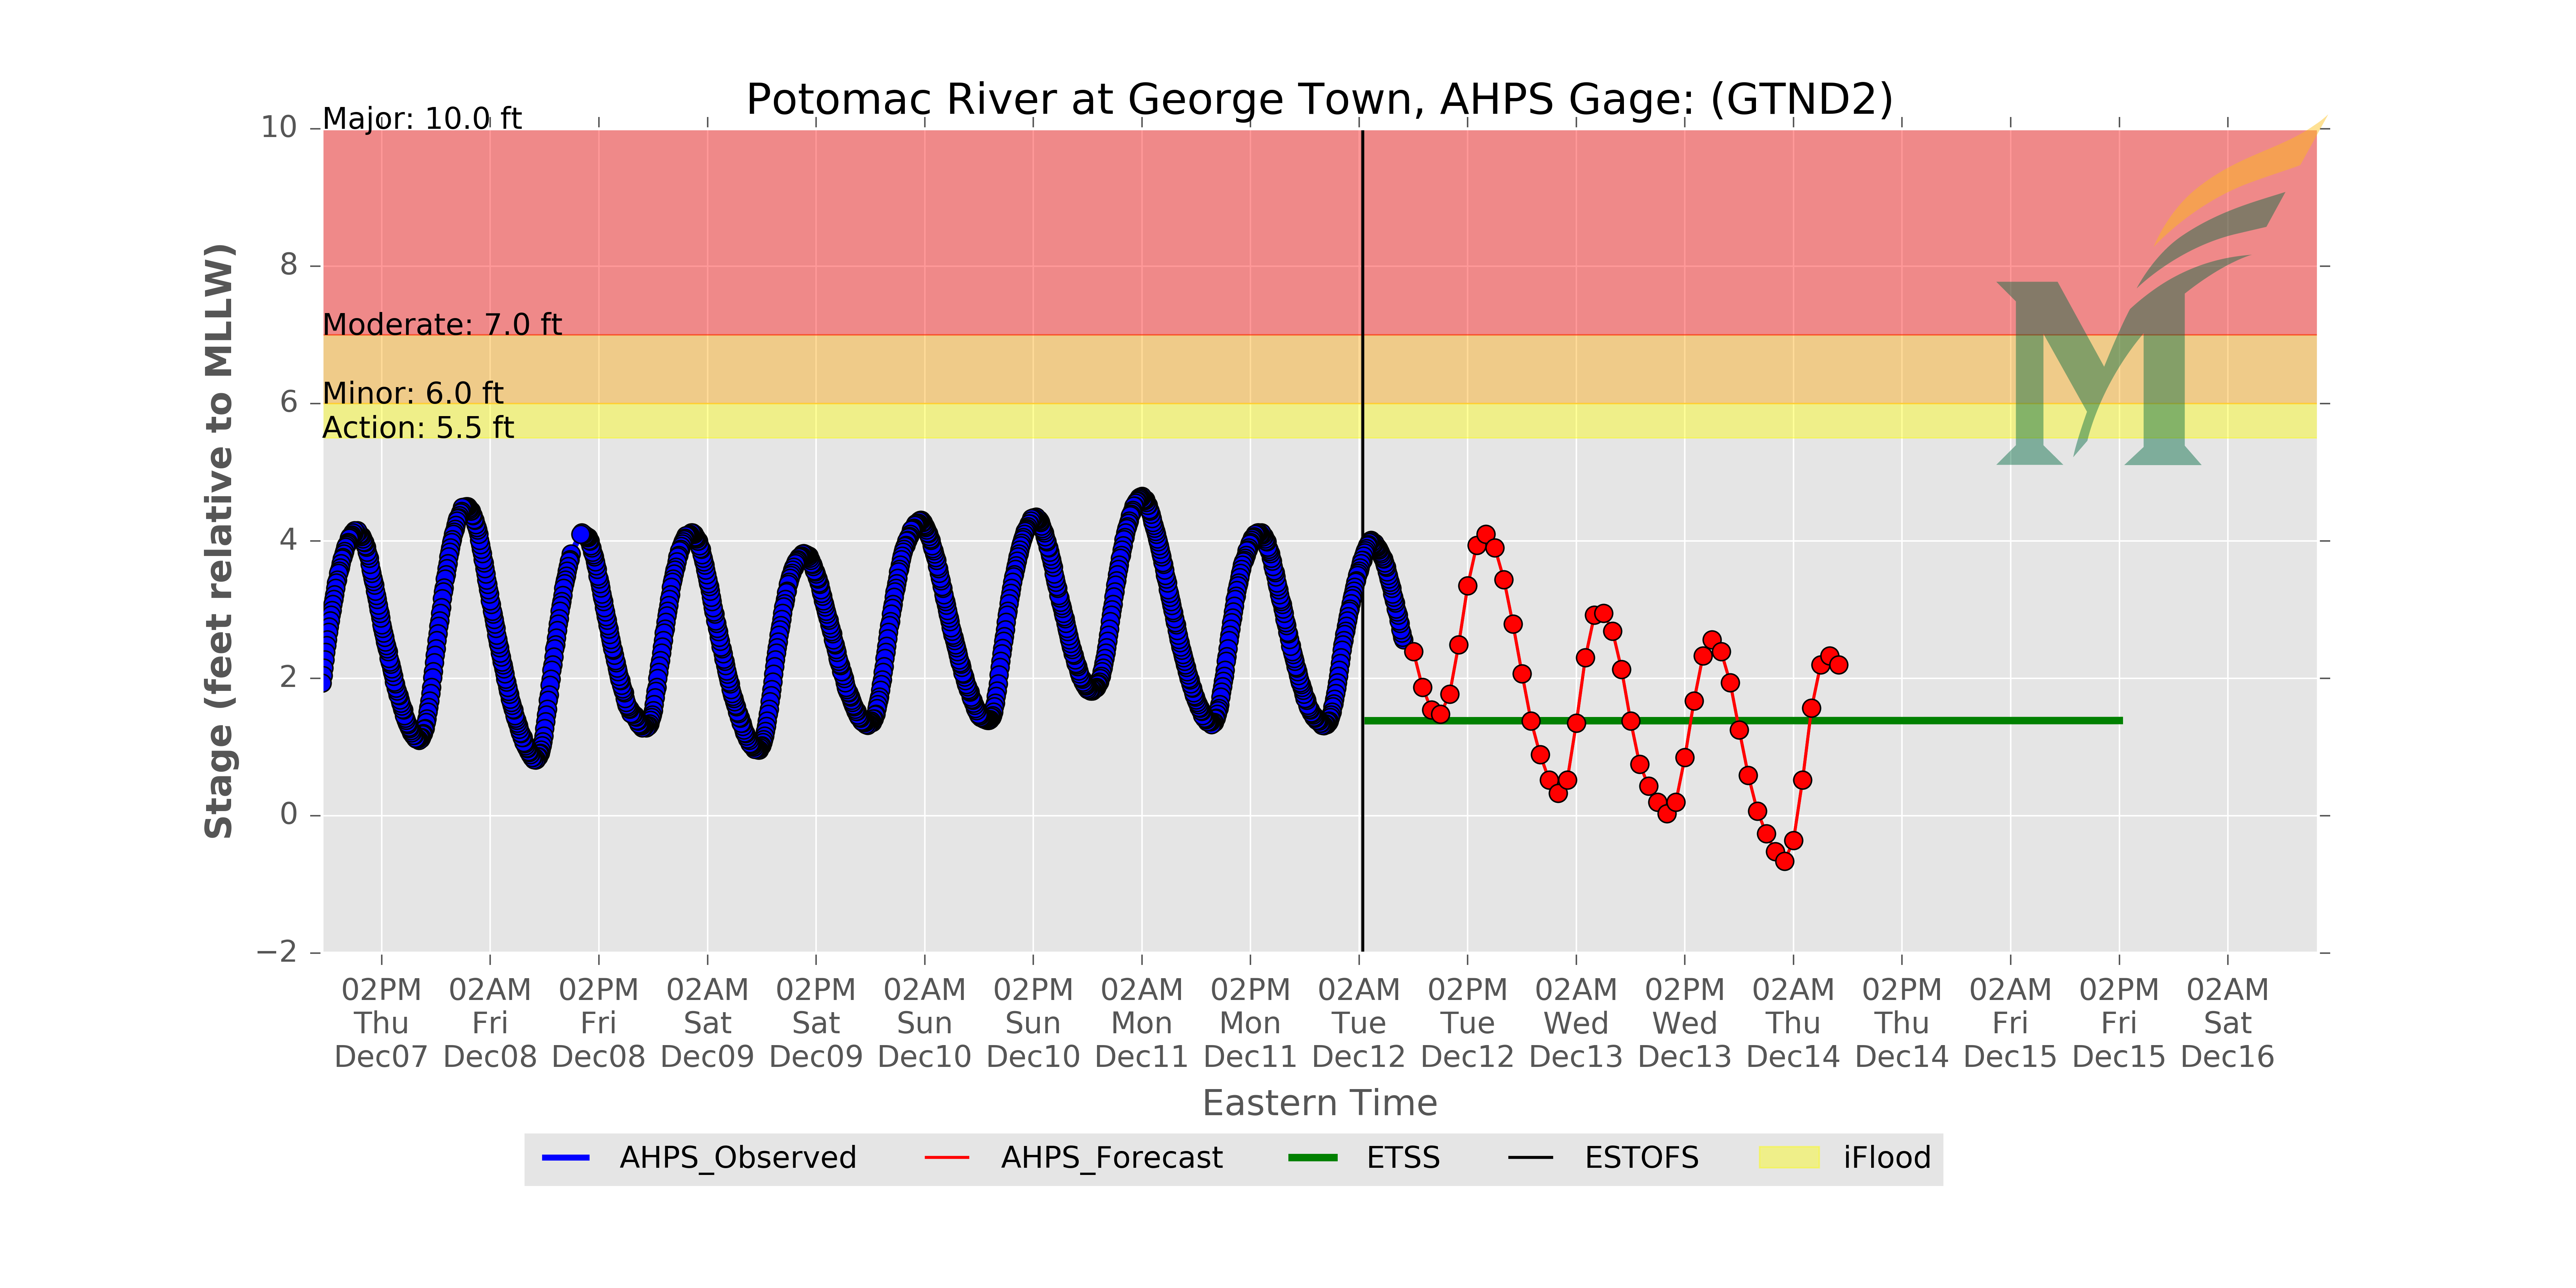 Potomac River at George Town, AHPS Gage: (GTND2)
Major: 10.0 ft
Moderate: 7.0 ft
Minor: 6.0 ft
Action: 5.5 ft
Stage (feet relative to MLLW)
10
8
6
4
2
0
−2
02PM 02AM 02PM 02AM 02PM 02AM 02PM 02AM 02PM 02AM 02PM 02AM 02PM 02AM 02PM 02AM 02PM 02AM
Thu Fri Fri Sat Sat Sun Sun Mon Mon Tue Tue Wed Wed Thu Thu Fri Fri Sat
Dec07 Dec08 Dec08 Dec09 Dec09 Dec10 Dec10 Dec11 Dec11 Dec12 Dec12 Dec13 Dec13 Dec14 Dec14 Dec15 Dec15 Dec16
Eastern Time
AHPS_Observed AHPS_Forecast ETSS ESTOFS iFlood
M